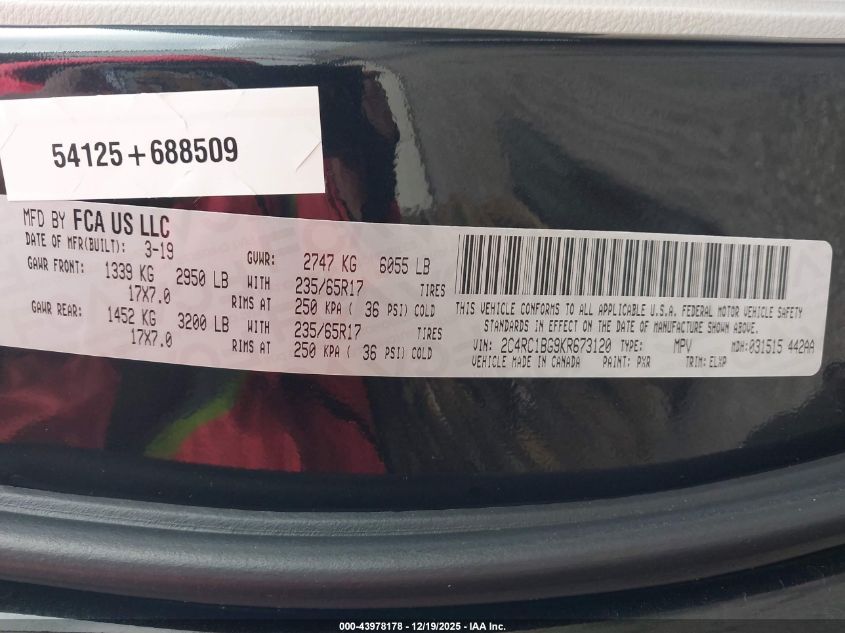 54125+688509
MFD BY FCA US LLC
DATE OF MFR(BUILT): 3-19
GVWR: 2747 KG 6055 LB
GAWR FRONT: 1339 KG 2950 LB WITH 235/65R17 TIRES
17X7.0 RIMS AT 250 KPA ( 36 PSI) COLD
GAWR REAR: 1452 KG 3200 LB WITH 235/65R17 TIRES
17X7.0 RIMS AT 250 KPA ( 36 PSI) COLD
THIS VEHICLE CONFORMS TO ALL APPLICABLE U.S.A. FEDERAL MOTOR VEHICLE SAFETY
STANDARDS IN EFFECT ON THE DATE OF MANUFACTURE SHOWN ABOVE.
VIN: 2C4RC1BG9KR673120 TYPE: MPV MDH:031515 442AA
VEHICLE MADE IN CANADA PAINT: PXR TRIM: ELXP
000-43978178 - 12/19/2025 - IAA Inc.